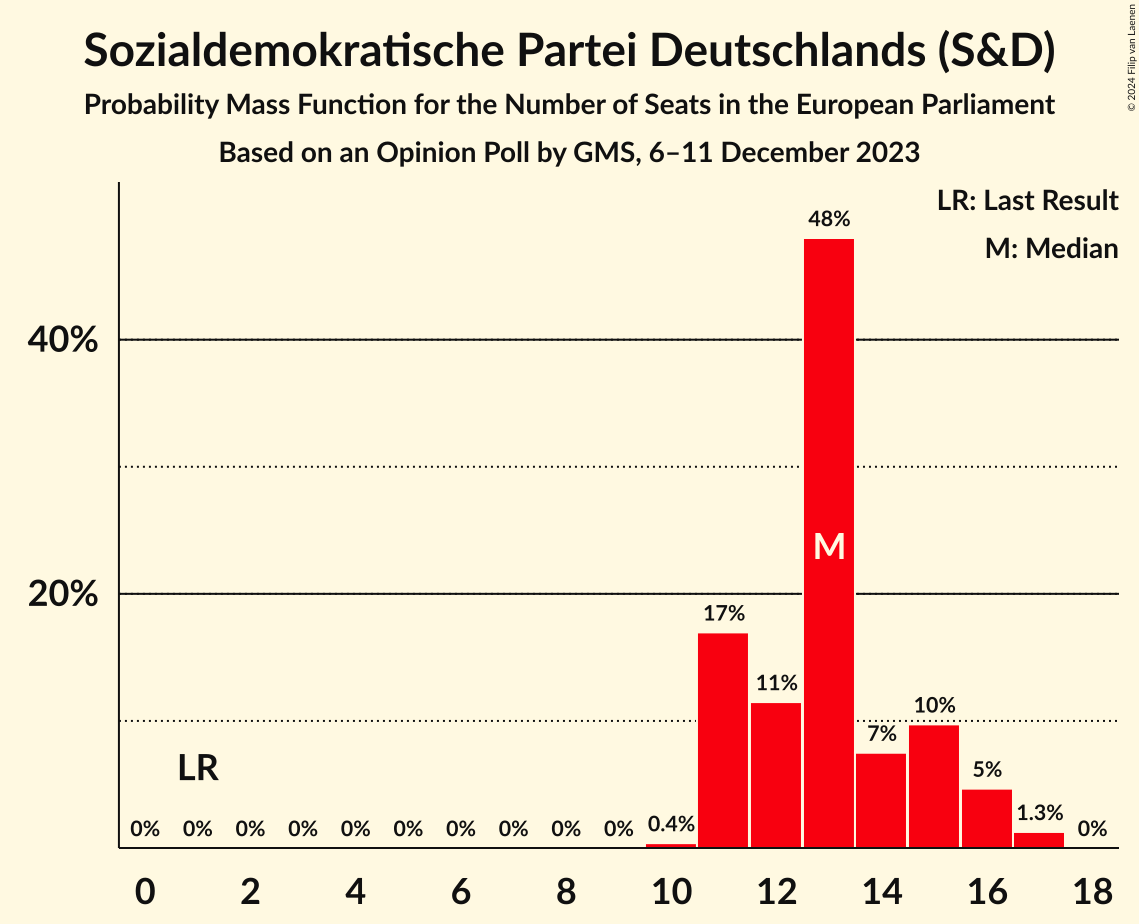 Sozialdemokratische Partei Deutschlands (S&D)
Probability Mass Function for the Number of Seats in the European Parliament
Based on an Opinion Poll by GMS, 6–11 December 2023
© 2024 Filip van Laenen
LR: Last Result
M: Median
48%
40%
M
20%
17%
11%
10%
7%
LR
5%
1.3%
0% 0% 0% 0% 0% 0% 0% 0% 0% 0% 0.4% 0%
0 2 4 6 8 10 12 14 16 18